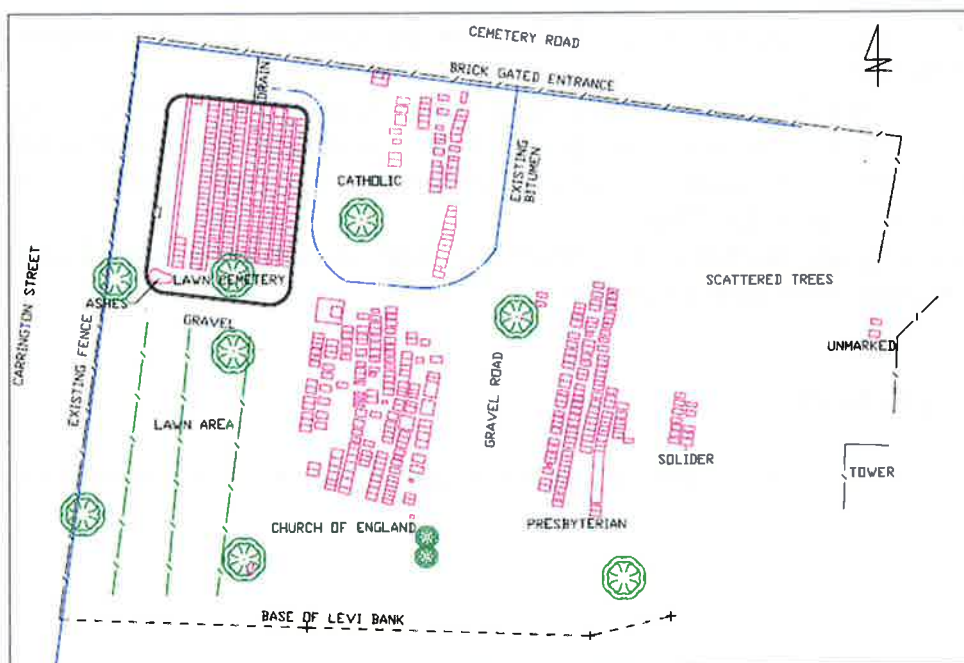 CEMETERY ROAD
BRICK GATED ENTRANCE
DRAIN
CATHOLIC
EXISTING
BITUMEN
SCATTERED TREES
LAWN CEMETERY
ASHES
GRAVEL
CARRINGTON STREET
EXISTING FENCE
UNMARKED
LAWN AREA
GRAVEL ROAD
SOLIDER
TOWER
CHURCH OF ENGLAND
PRESBYTERIAN
BASE OF LEVI BANK